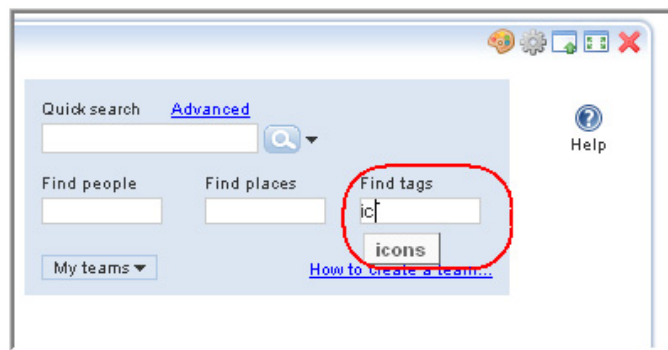 Quick search Advanced
Help
Find people Find places Find tags
ic
icons
My teams How to create a team...